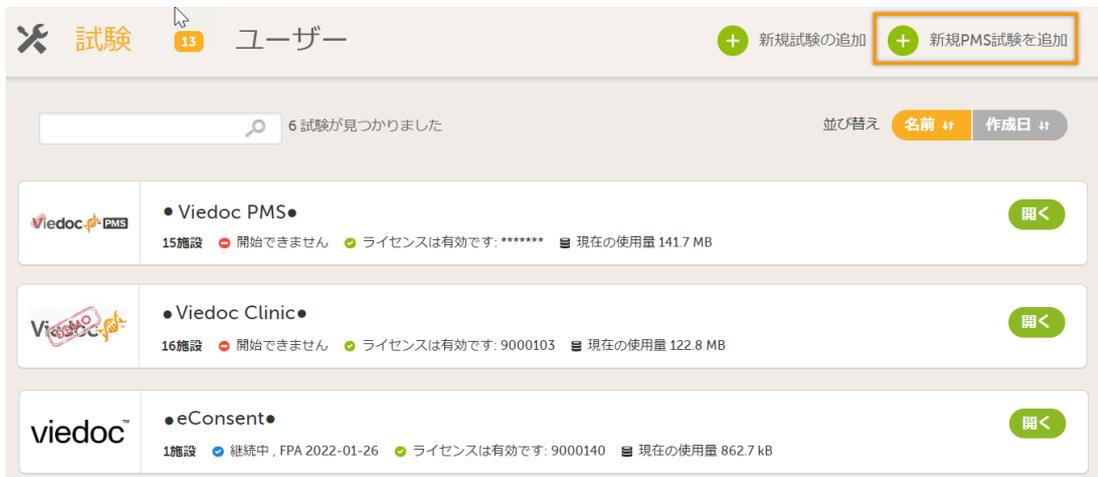 試験 13 ユーザー 新規試験の追加 新規PMS試験を追加
6 試験が見つかりました 並び替え 名前 作成日
Viedoc PMS
● Viedoc PMS● 開く
15施設 開始できません ライセンスは有効です: ******* 現在の使用量 141.7 MB
Viedoc DEMO
● Viedoc Clinic● 開く
16施設 開始できません ライセンスは有効です: 9000103 現在の使用量 122.8 MB
viedoc™
● eConsent● 開く
1施設 継続中 , FPA 2022-01-26 ライセンスは有効です: 9000140 現在の使用量 862.7 kB